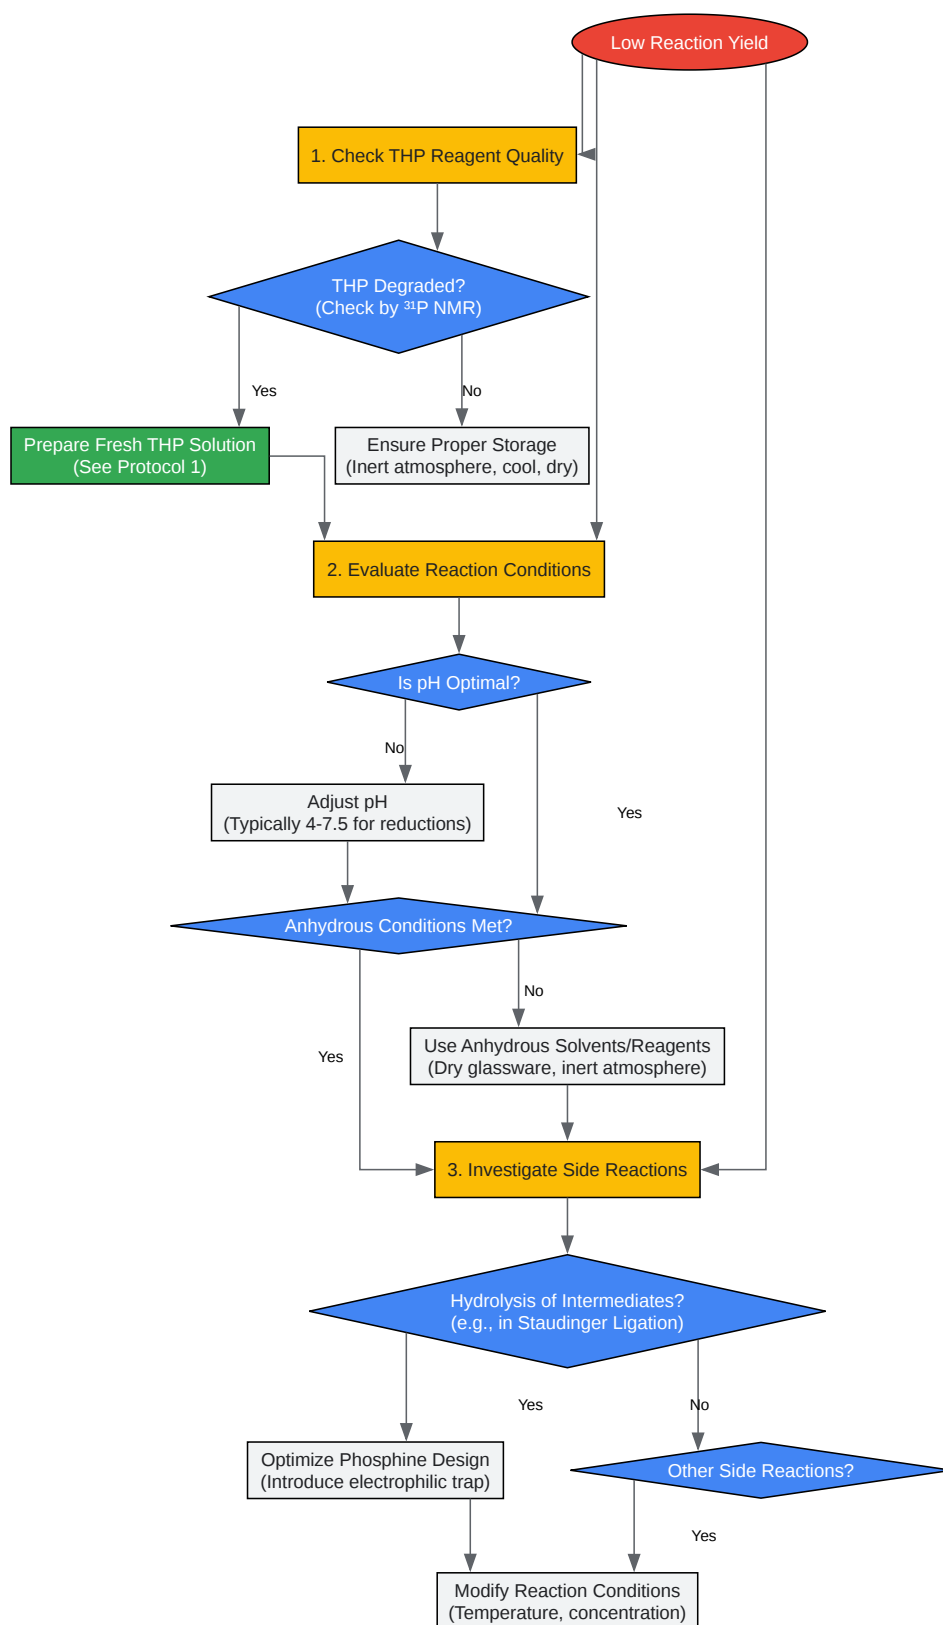 Low Reaction Yield
1. Check THP Reagent Quality
THP Degraded?
(Check by ³¹P NMR)
Yes
No
Prepare Fresh THP Solution
(See Protocol 1)
Ensure Proper Storage
(Inert atmosphere, cool, dry)
2. Evaluate Reaction Conditions
Is pH Optimal?
No
Adjust pH
(Typically 4-7.5 for reductions)
Yes
Anhydrous Conditions Met?
No
Use Anhydrous Solvents/Reagents
(Dry glassware, inert atmosphere)
Yes
3. Investigate Side Reactions
Hydrolysis of Intermediates?
(e.g., in Staudinger Ligation)
Yes
No
Optimize Phosphine Design
(Introduce electrophilic trap)
Other Side Reactions?
Yes
Modify Reaction Conditions
(Temperature, concentration)